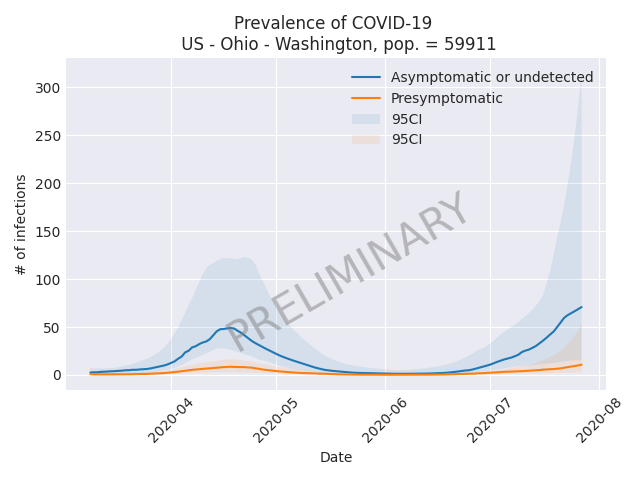 Prevalence of COVID-19
US - Ohio - Washington, pop. = 59911
Asymptomatic or undetected
Presymptomatic
95CI
95CI
300
250
200
150
100
50
0
# of infections
PRELIMINARY
2020-04
2020-05
2020-06
2020-07
2020-08
Date